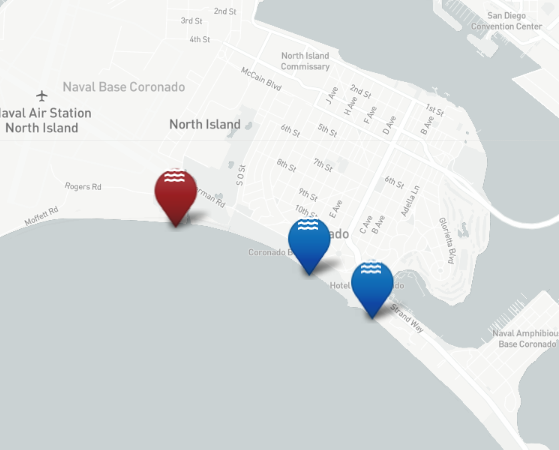 2nd St
3rd St
4th St
San Diego
Convention Center
North Island
Commissary
McCain Blvd
Naval Base Coronado
Naval Air Station
North Island
North Island
2nd St
1st St
J Ave
H Ave
F Ave
D Ave
B Ave
6th St
5th St
8th St
7th St
S O St
6th St
Rogers Rd
rman Rd
9th St
10th St
E Ave
C Ave
B Ave
Adella Ln
Glorietta Blvd
Moffett Rd
ado
Coronado B
Hotel
ado
Strand Way
Naval Amphibiou
Base Coronado